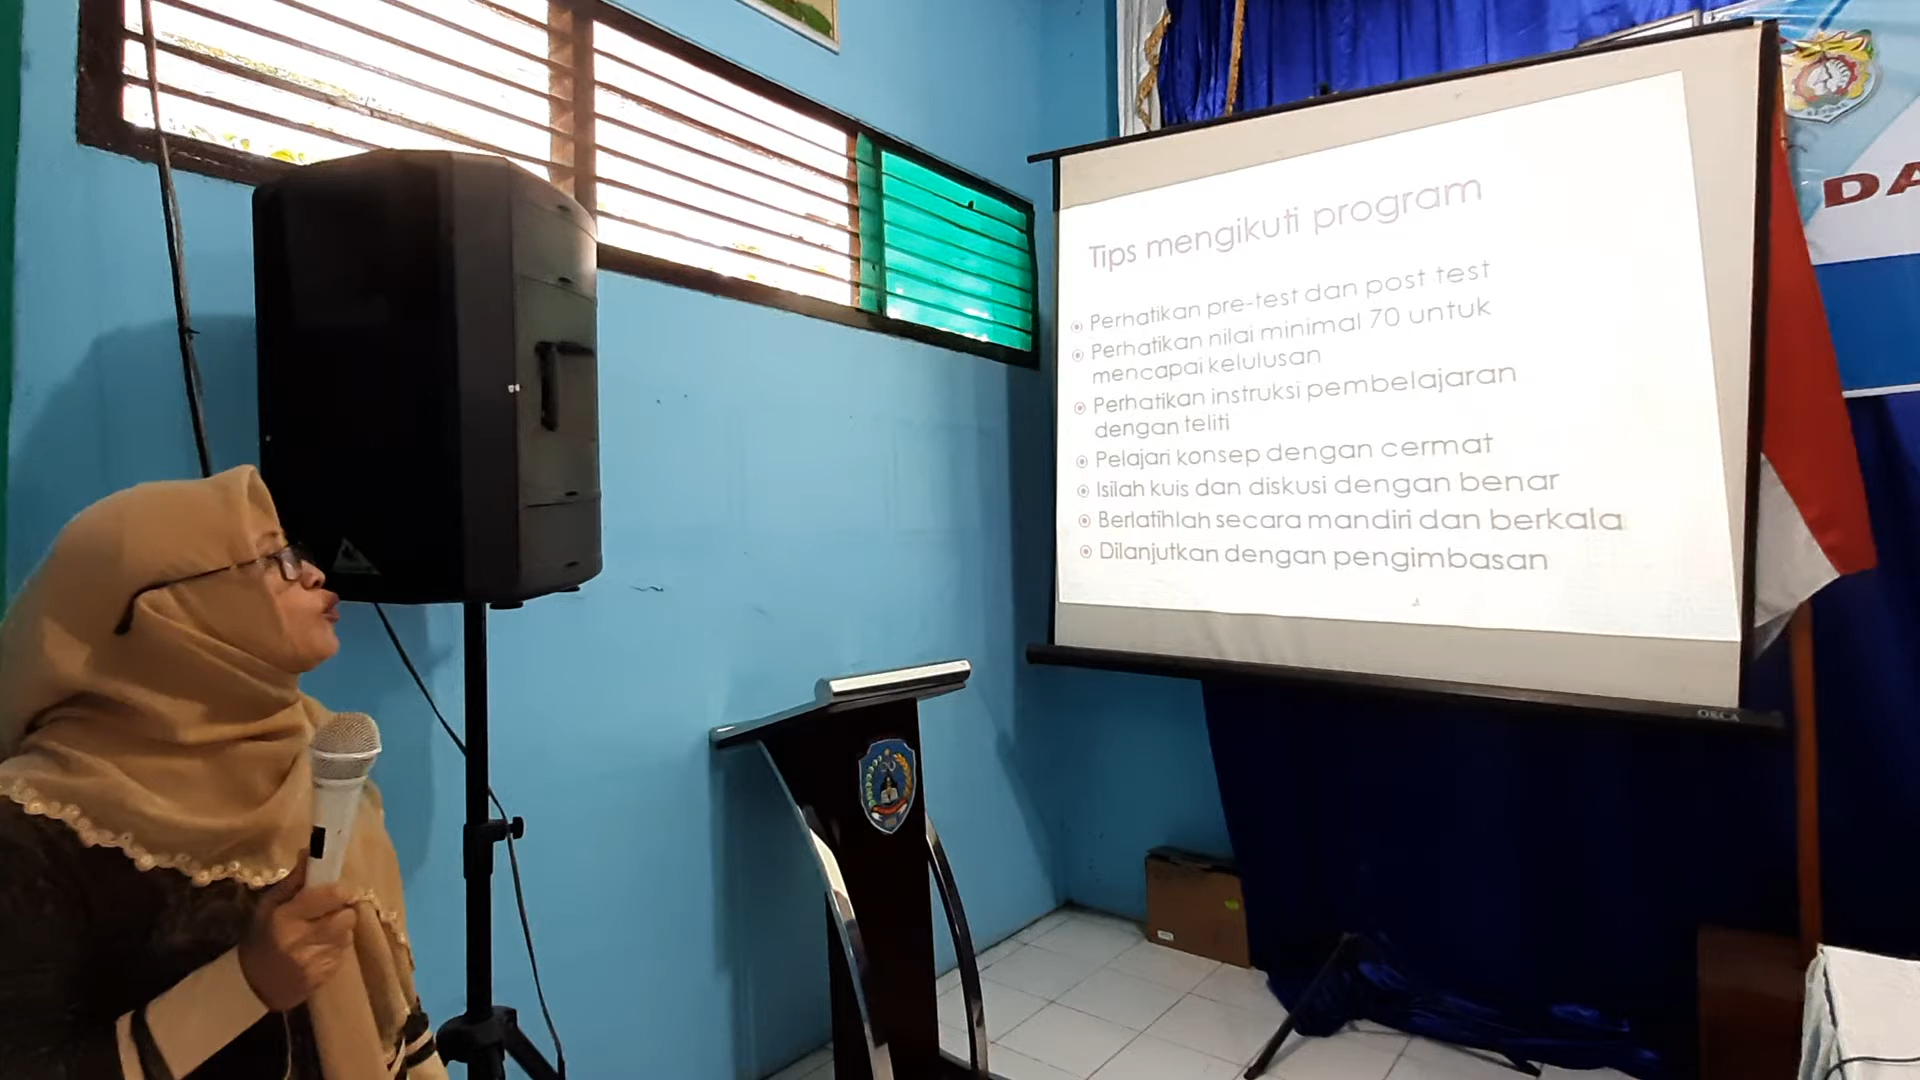 Tips mengikuti program
Perhatikan pre-test dan post test
Perhatikan nilai minimal 70 untuk
mencapai kelulusan
Perhatikan instruksi pembelajaran
dengan teliti
Pelajari konsep dengan cermat
Isilah kuis dan diskusi dengan benar
Berlatihlah secara mandiri dan berkala
Dilanjutkan dengan pengimbasan
DA